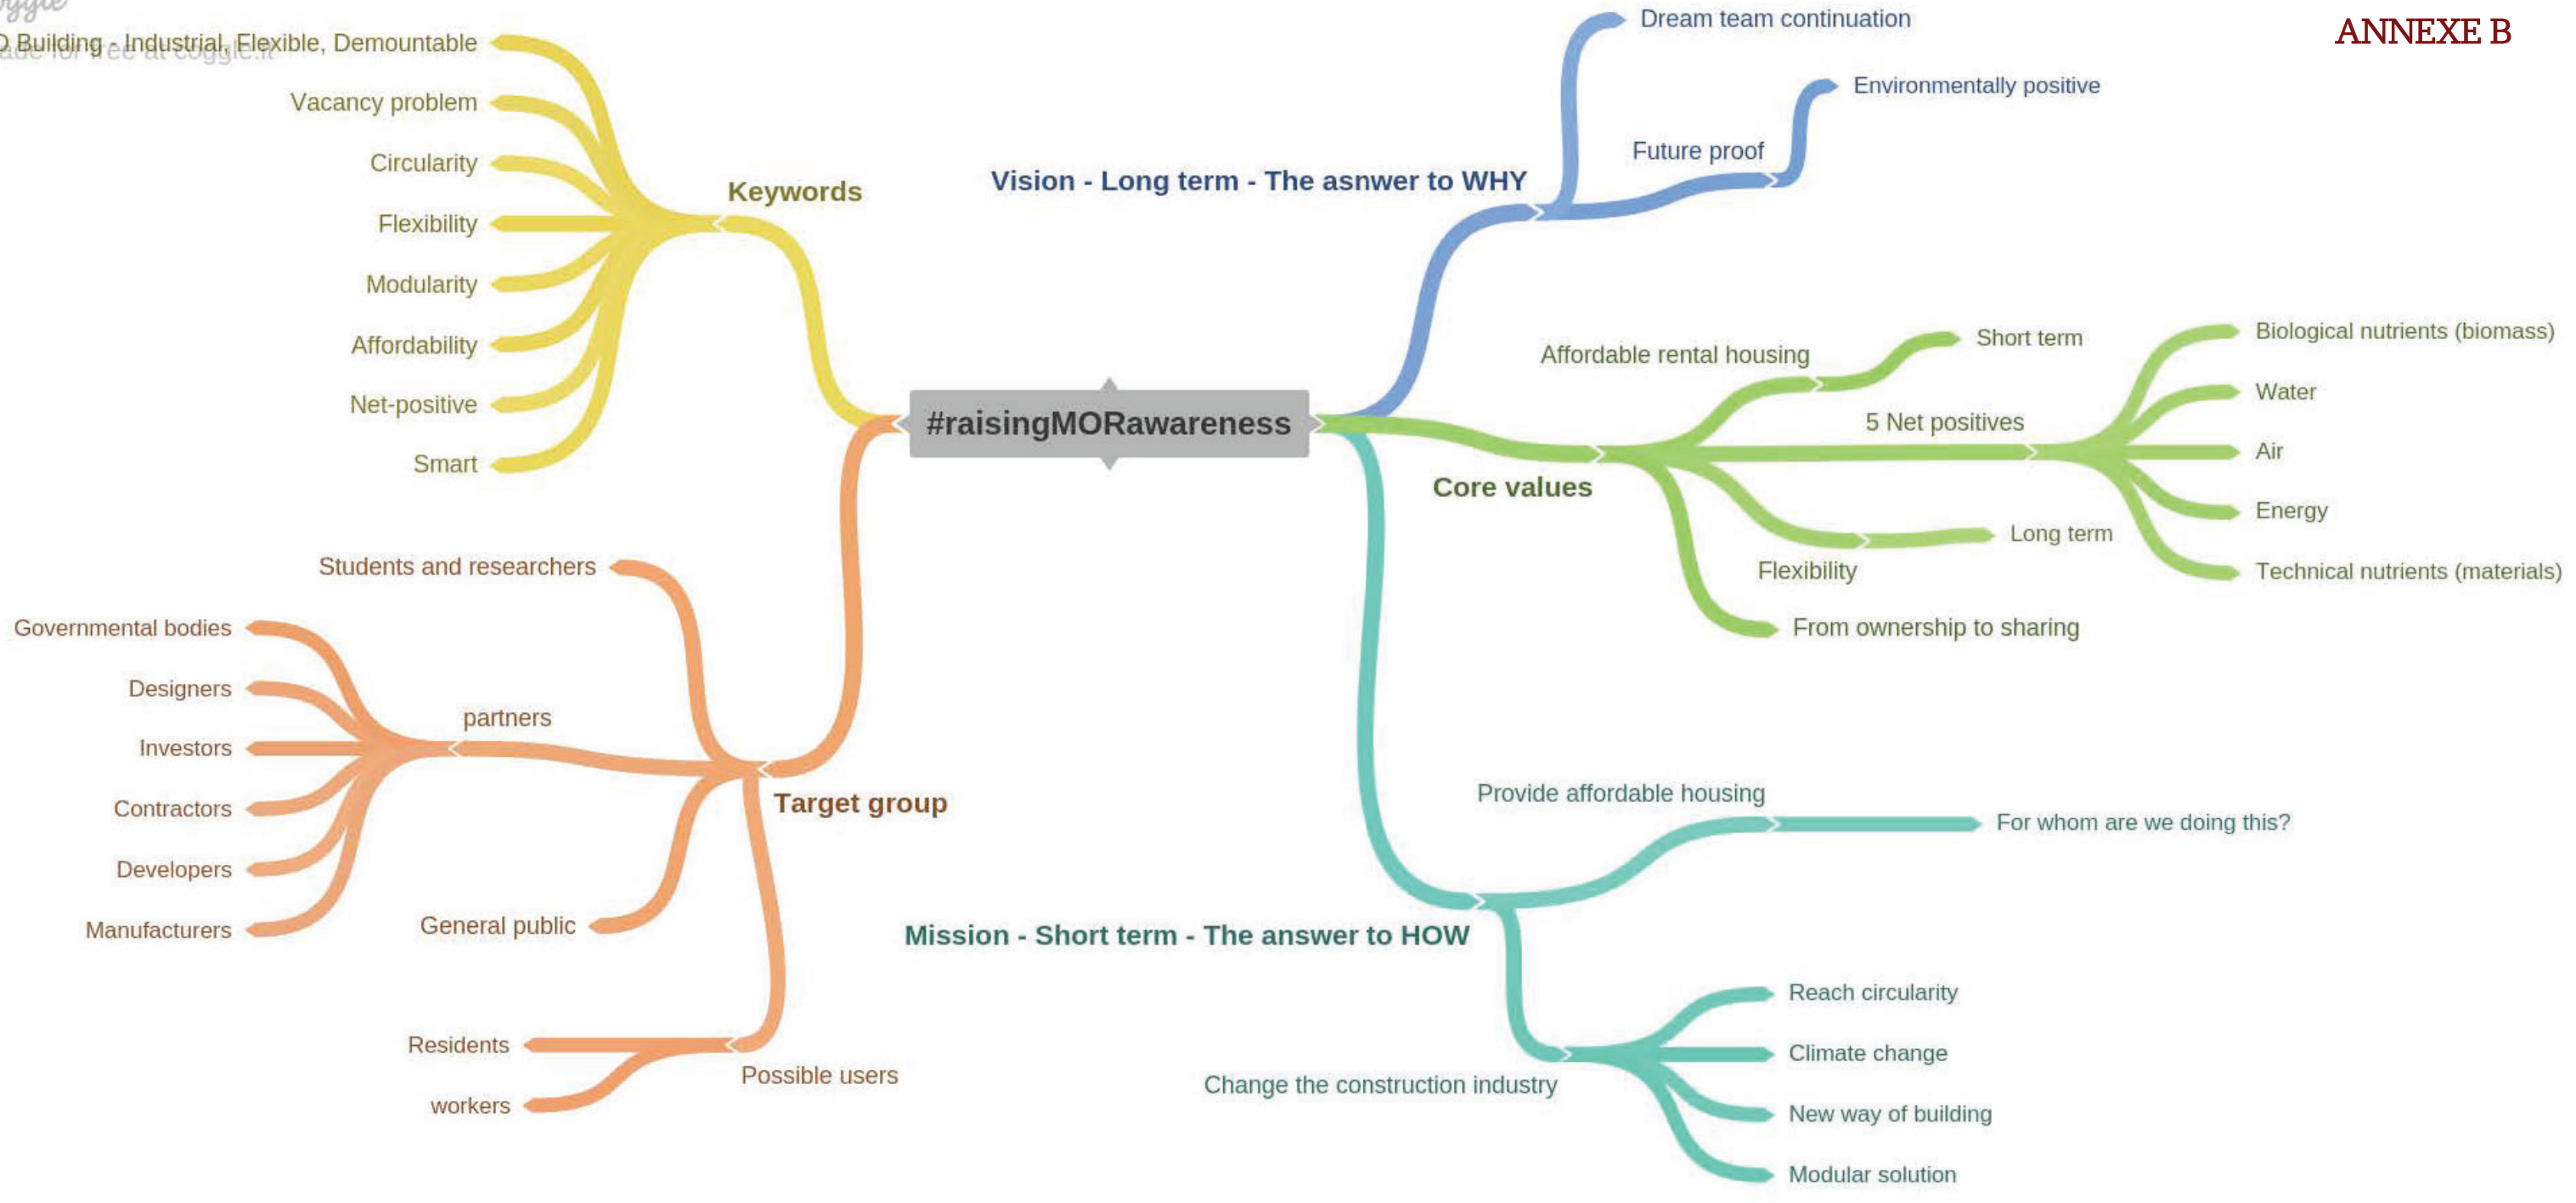 ANNEXE B
#raisingMORawareness
Keywords
Building - Industrial, Flexible, Demountable
Vacancy problem
Circularity
Flexibility
Modularity
Affordability
Net-positive
Smart
Target group
Students and researchers
partners
Governmental bodies
Designers
Investors
Contractors
Developers
Manufacturers
General public
Possible users
Residents
workers
Vision - Long term - The asnwer to WHY
Dream team continuation
Future proof
Environmentally positive
Core values
Affordable rental housing
Short term
5 Net positives
Biological nutrients (biomass)
Water
Air
Energy
Technical nutrients (materials)
Flexibility
Long term
From ownership to sharing
Mission - Short term - The answer to HOW
Provide affordable housing
For whom are we doing this?
Change the construction industry
Reach circularity
Climate change
New way of building
Modular solution
for free at coggle.it